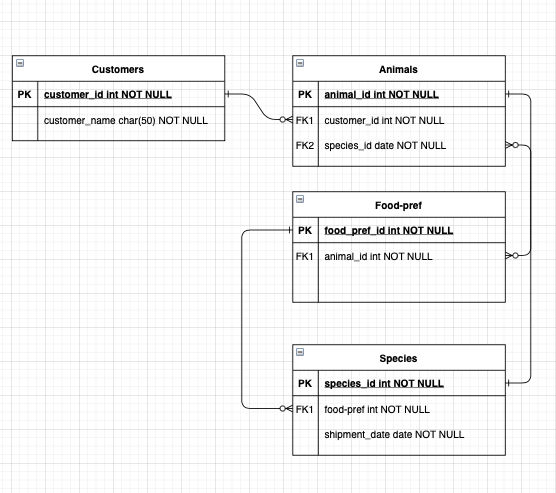 Customers
PK customer_id int NOT NULL
customer_name char(50) NOT NULL
Animals
PK animal_id int NOT NULL
FK1 customer_id int NOT NULL
FK2 species_id date NOT NULL
Food-pref
PK food_pref_id int NOT NULL
FK1 animal_id int NOT NULL
Species
PK species_id int NOT NULL
FK1 food-pref int NOT NULL
shipment_date date NOT NULL